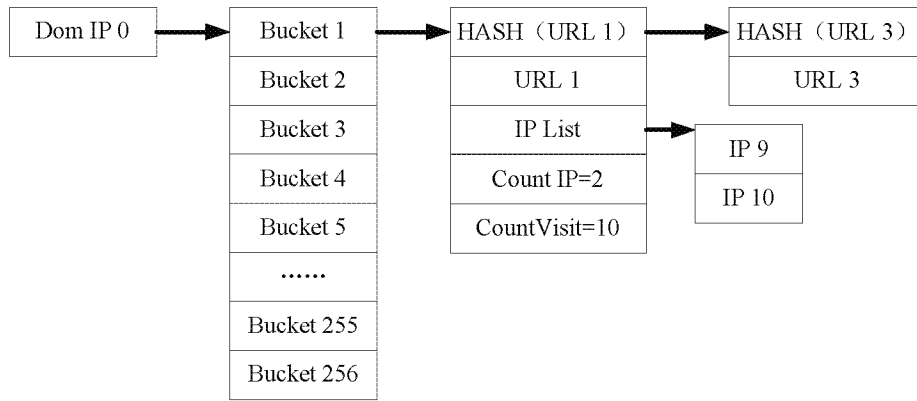 Dom IP 0
Bucket 1
Bucket 2
Bucket 3
Bucket 4
Bucket 5
······
Bucket 255
Bucket 256
HASH（URL 1）
URL 1
IP List
Count IP=2
CountVisit=10
HASH（URL 3）
URL 3
IP 9
IP 10